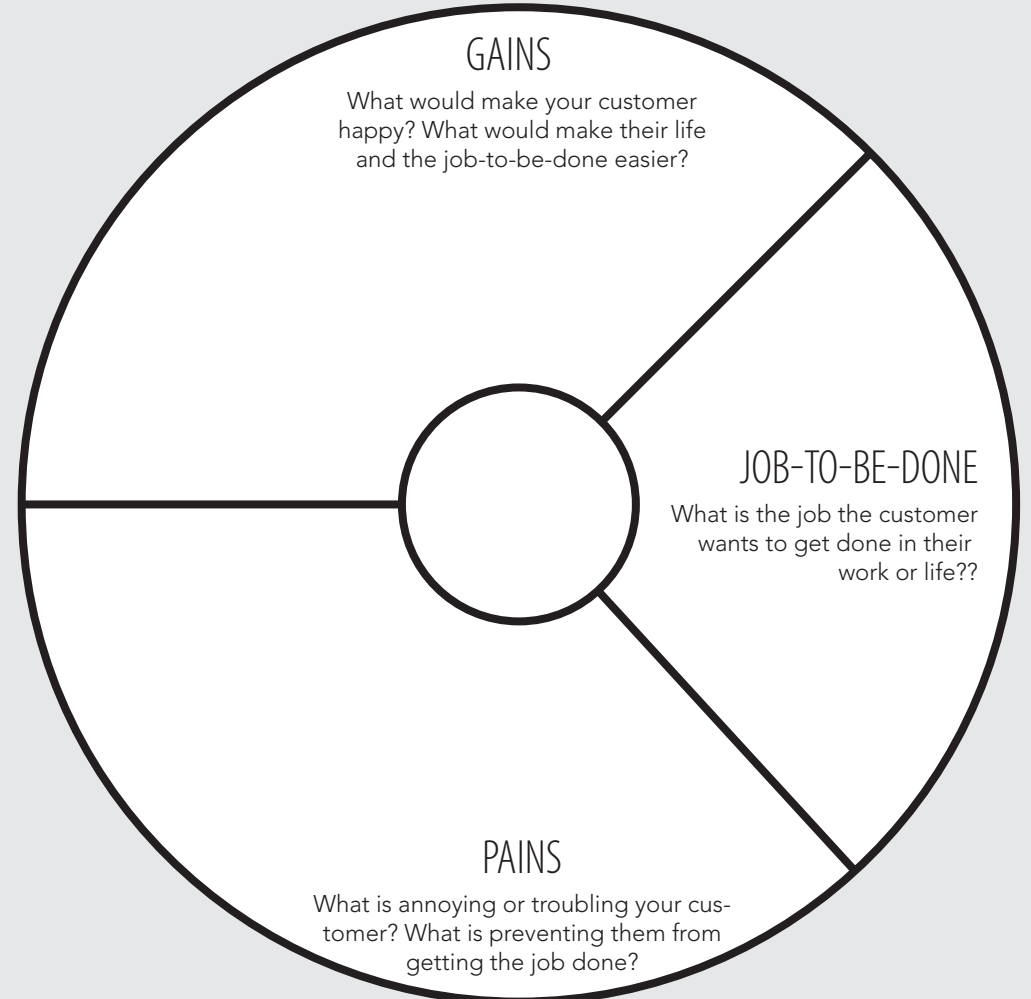 GAINS
What would make your customer
happy? What would make their life
and the job-to-be-done easier?
JOB-TO-BE-DONE
What is the job the customer
wants to get done in their
work or life??
PAINS
What is annoying or troubling your cus-
tomer? What is preventing them from
getting the job done?